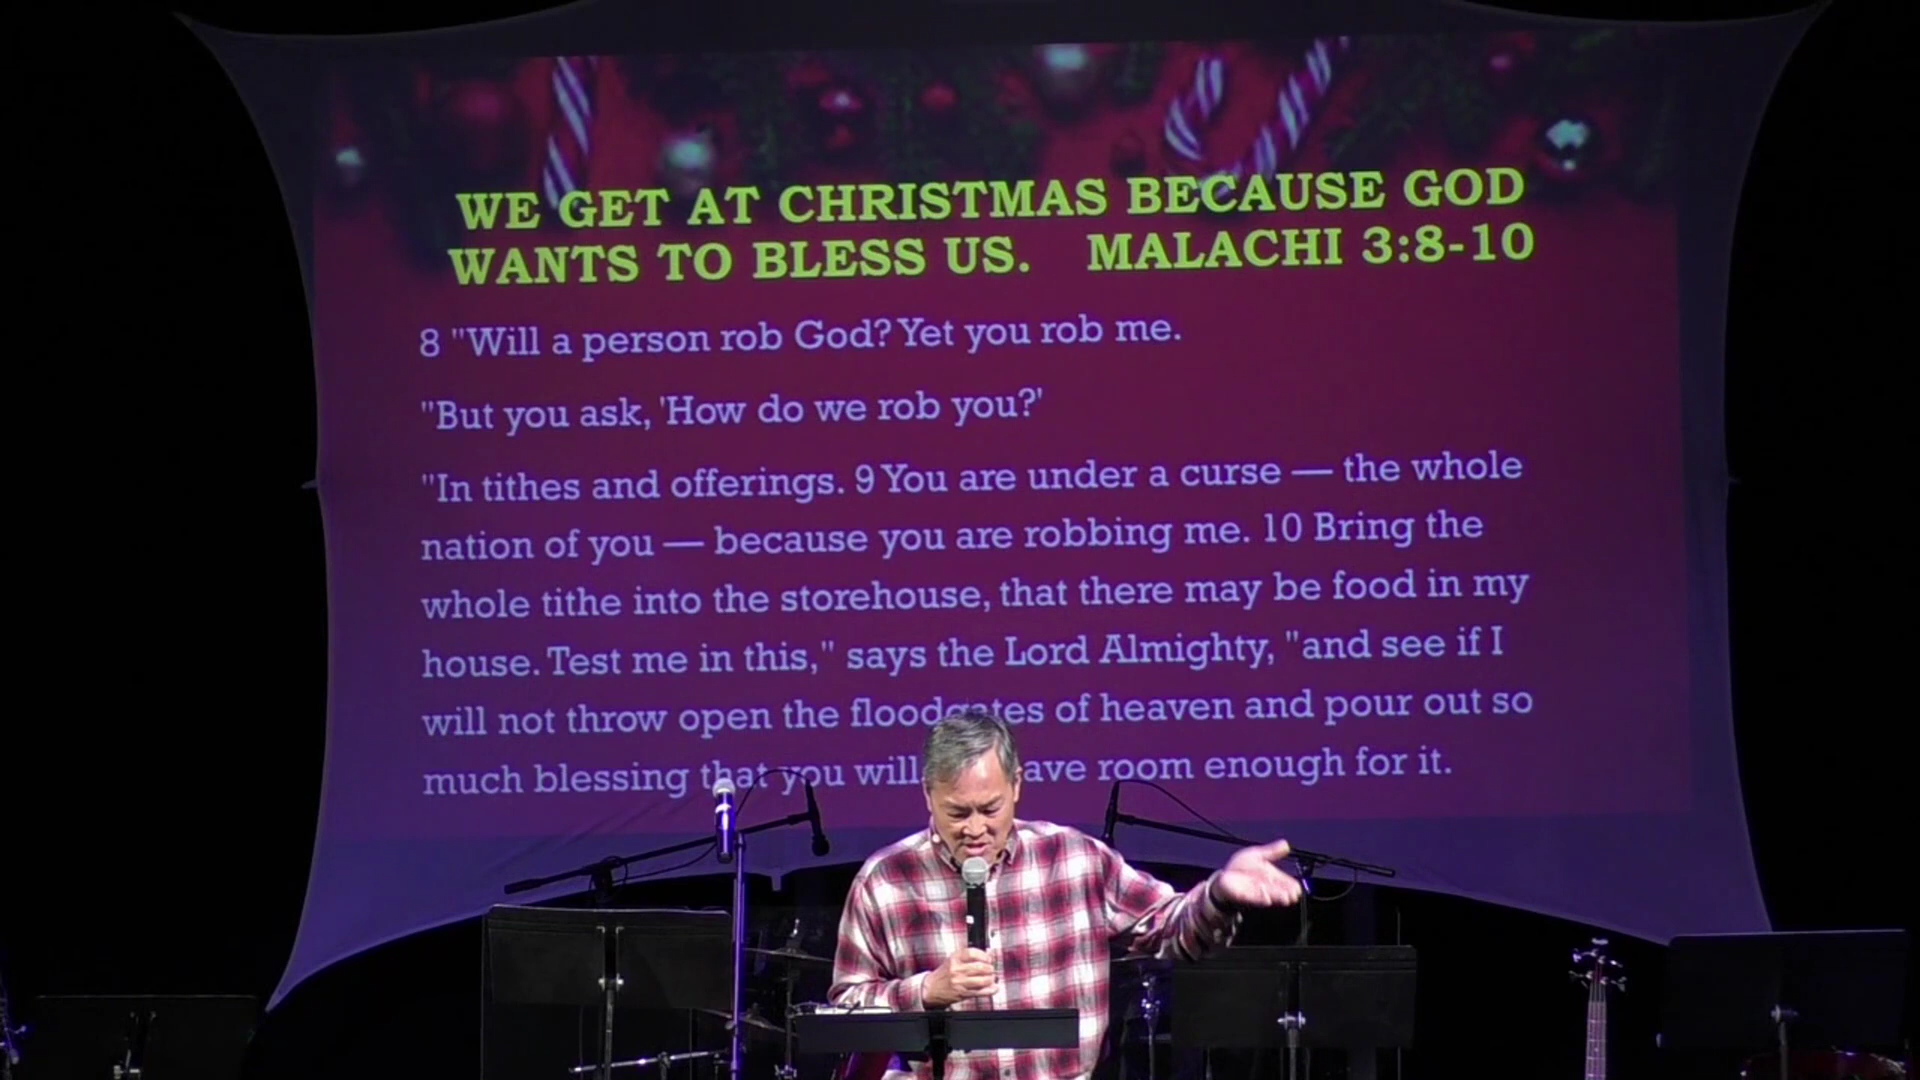 WE GET AT CHRISTMAS BECAUSE GOD
WANTS TO BLESS US. MALACHI 3:8-10
8 "Will a person rob God? Yet you rob me.
"But you ask, 'How do we rob you?'
"In tithes and offerings. 9 You are under a curse — the whole
nation of you — because you are robbing me. 10 Bring the
whole tithe into the storehouse, that there may be food in my
house. Test me in this," says the Lord Almighty, "and see if I
will not throw open the floodgates of heaven and pour out so
much blessing that you will ave room enough for it.